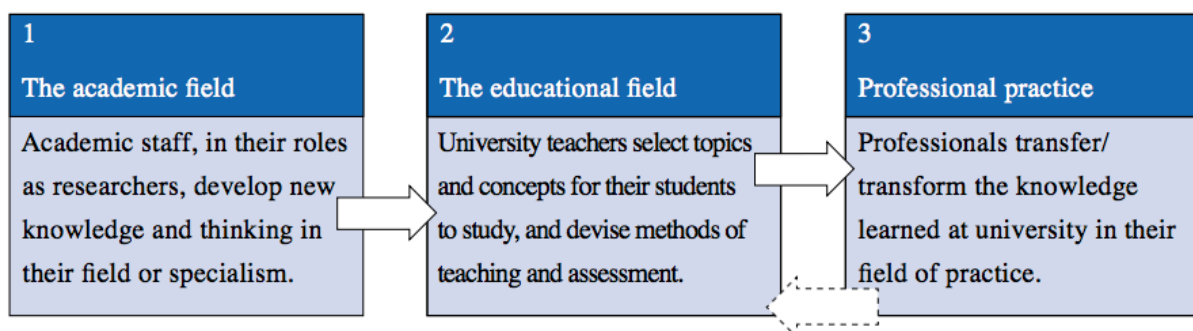 1
The academic field
Academic staff, in their roles
as researchers, develop new
knowledge and thinking in
their field or specialism.
2
The educational field
University teachers select topics
and concepts for their students
to study, and devise methods of
teaching and assessment.
3
Professional practice
Professionals transfer/
transform the knowledge
learned at university in their
field of practice.